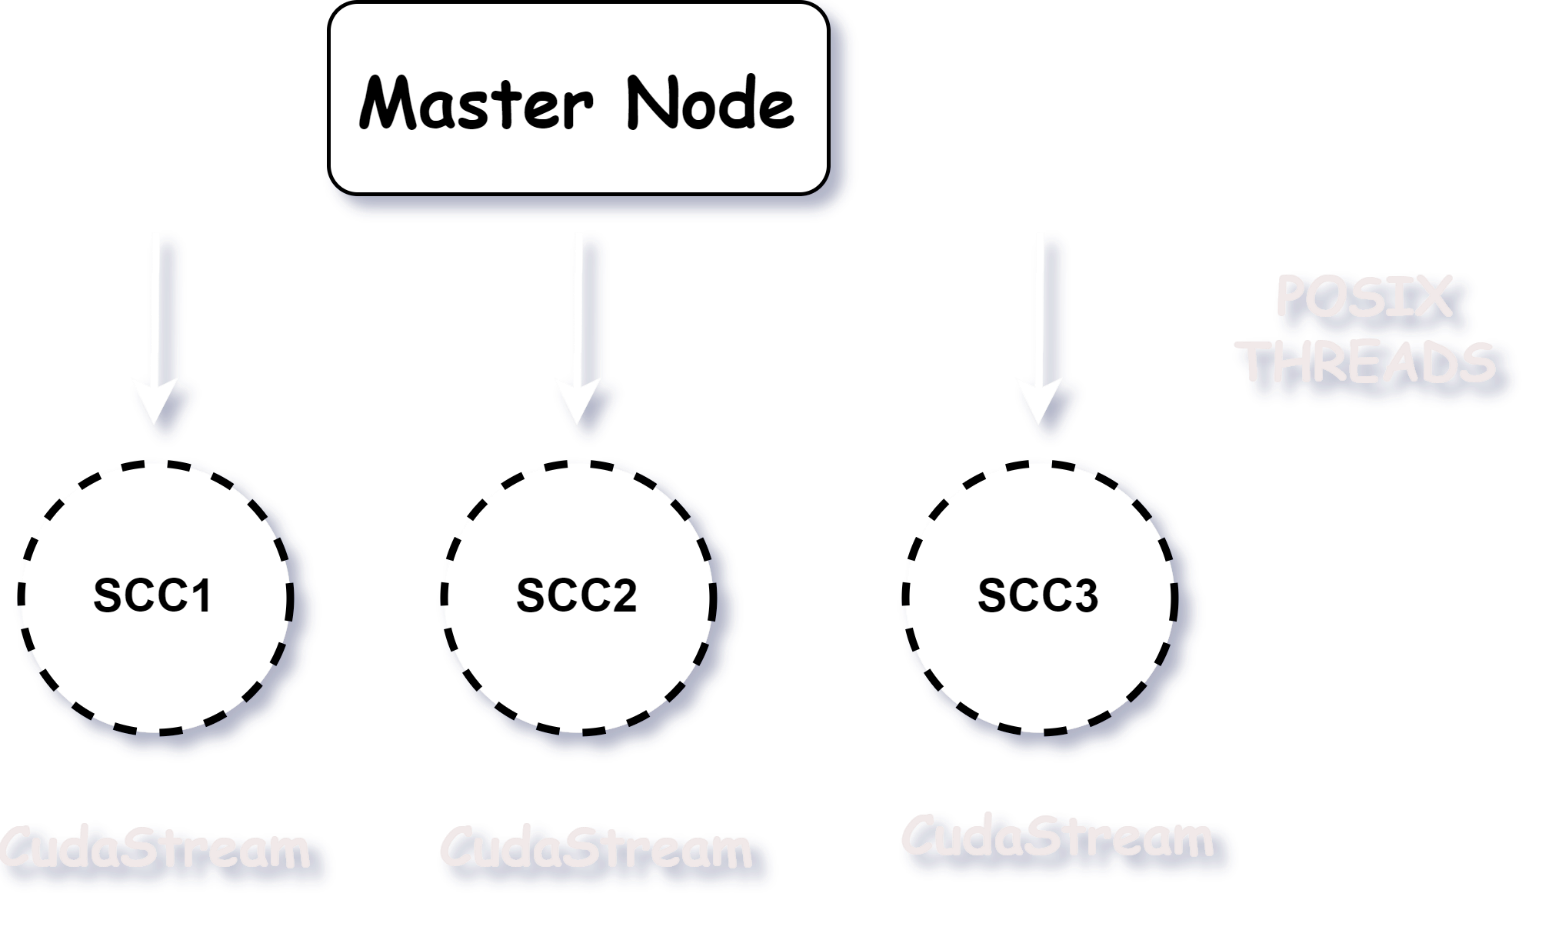 Master Node
POSIX
THREADS
SCC1
SCC2
SCC3
CudaStream
CudaStream
CudaStream